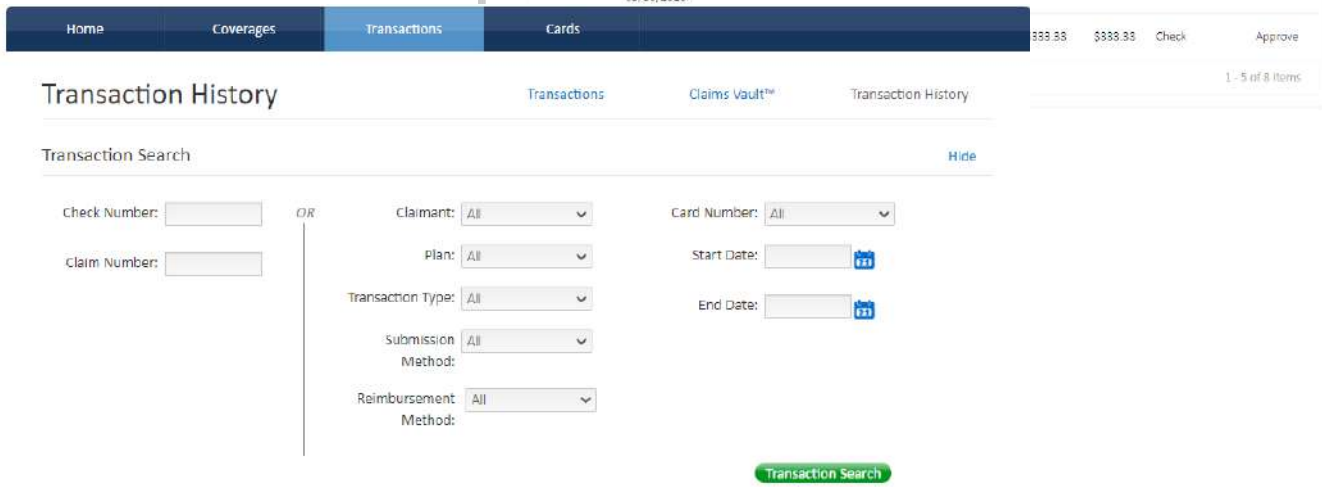 Home Coverages Transactions Cards
$333.33 Check Approve
1 - 5 of 8 items
Transaction History Transactions Claims Vault™ Transaction History
Transaction Search Hide
Check Number: OR Claimant: All Card Number: All
Claim Number: Plan: All Start Date:
Transaction Type: All End Date:
Submission Method: All
Reimbursement Method: All
Transaction Search